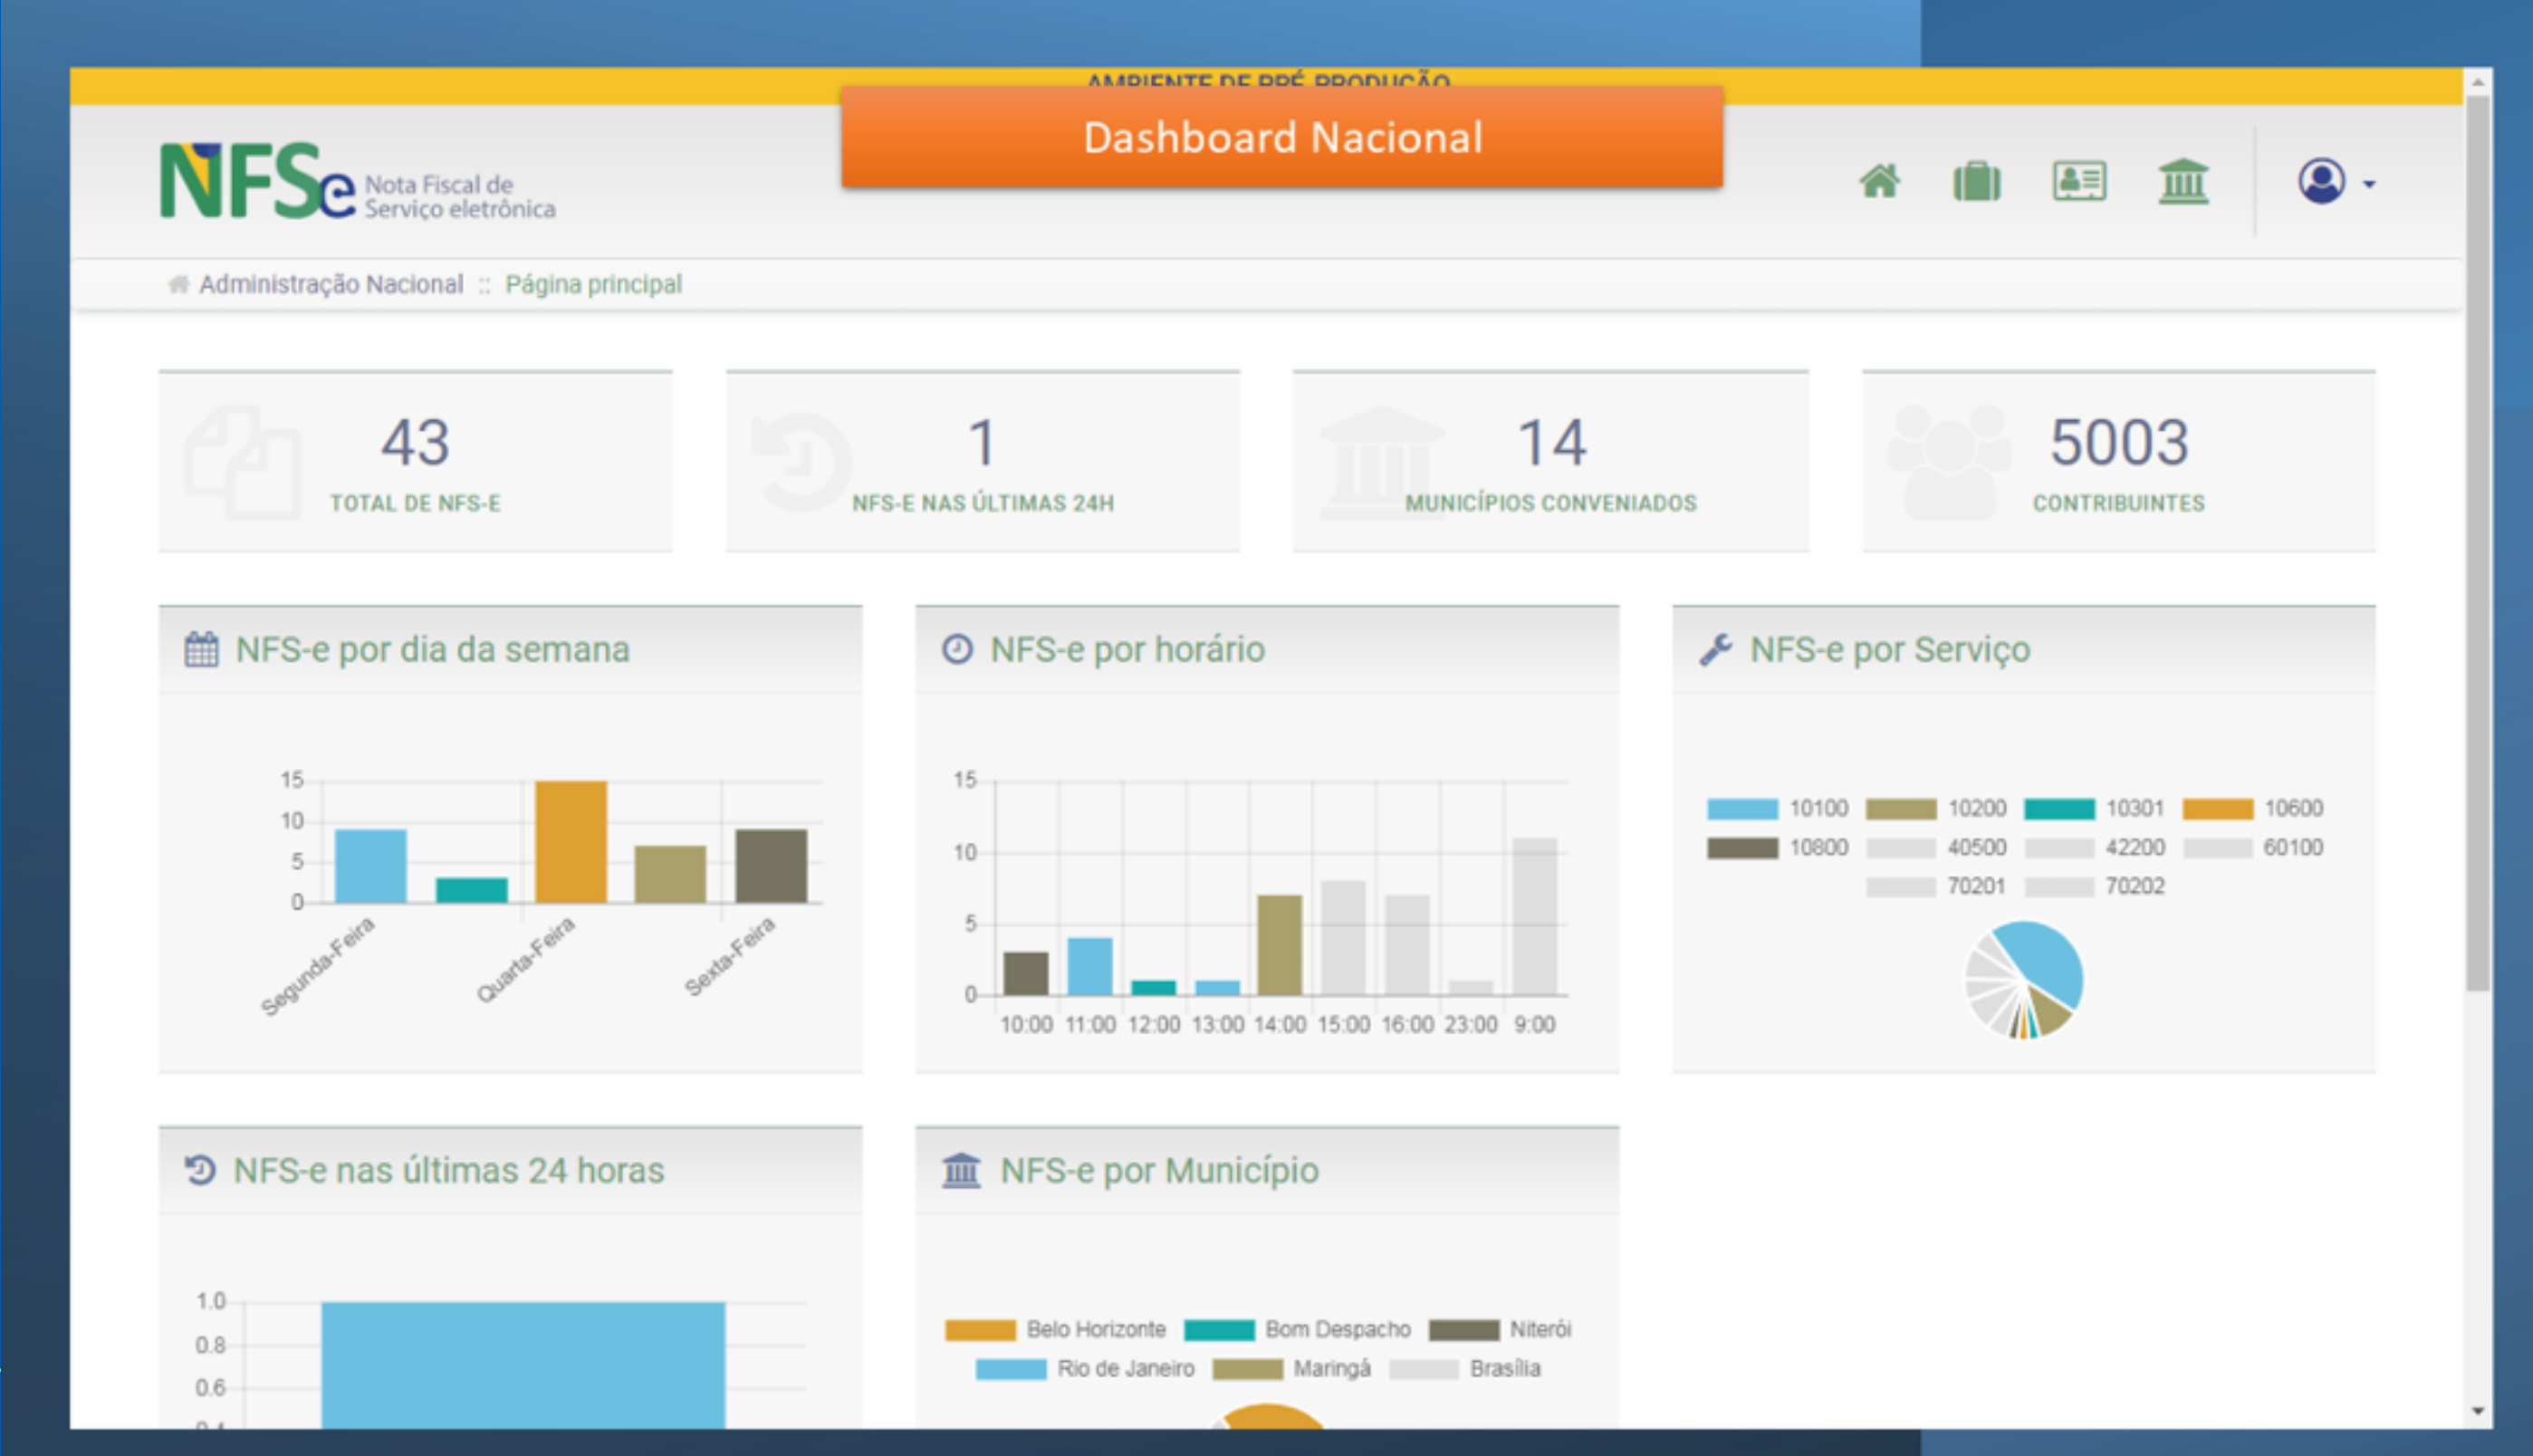 AMBIENTE DE PRÉ-PRODUÇÃO
Dashboard Nacional
NFSe Nota Fiscal de
Serviço eletrônica
Administração Nacional :: Página principal
43
TOTAL DE NFS-E
1
NFS-E NAS ÚLTIMAS 24H
14
MUNICÍPIOS CONVENIADOS
5003
CONTRIBUINTES
NFS-e por dia da semana
15
10
5
0
Segunda-Feira
Quarta-Feira
Sexta-Feira
NFS-e por horário
15
10
5
0
10:00 11:00 12:00 13:00 14:00 15:00 16:00 23:00 9:00
NFS-e por Serviço
10100 10200 10301 10600
10800 40500 42200 60100
70201 70202
NFS-e nas últimas 24 horas
1.0
0.8
0.6
NFS-e por Município
Belo Horizonte Bom Despacho Niterói
Rio de Janeiro Maringá Brasília